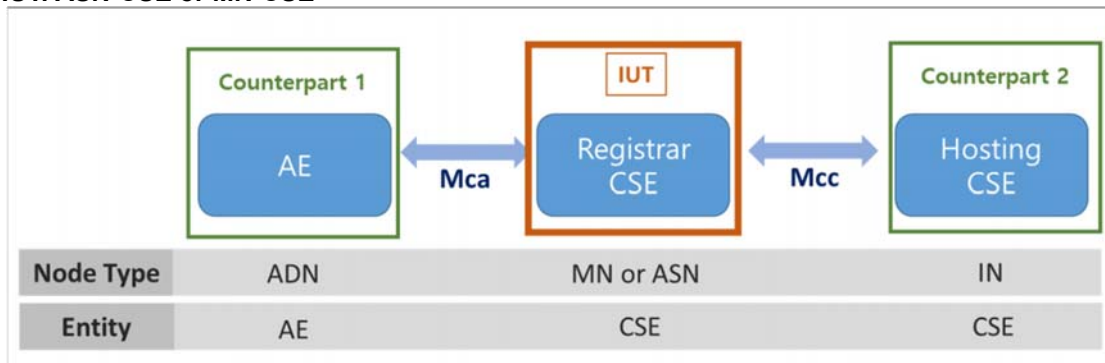 Counterpart 1
IUT
Counterpart 2
AE
Mca
Registrar
CSE
Mcc
Hosting
CSE
Node Type ADN MN or ASN IN
Entity AE CSE CSE